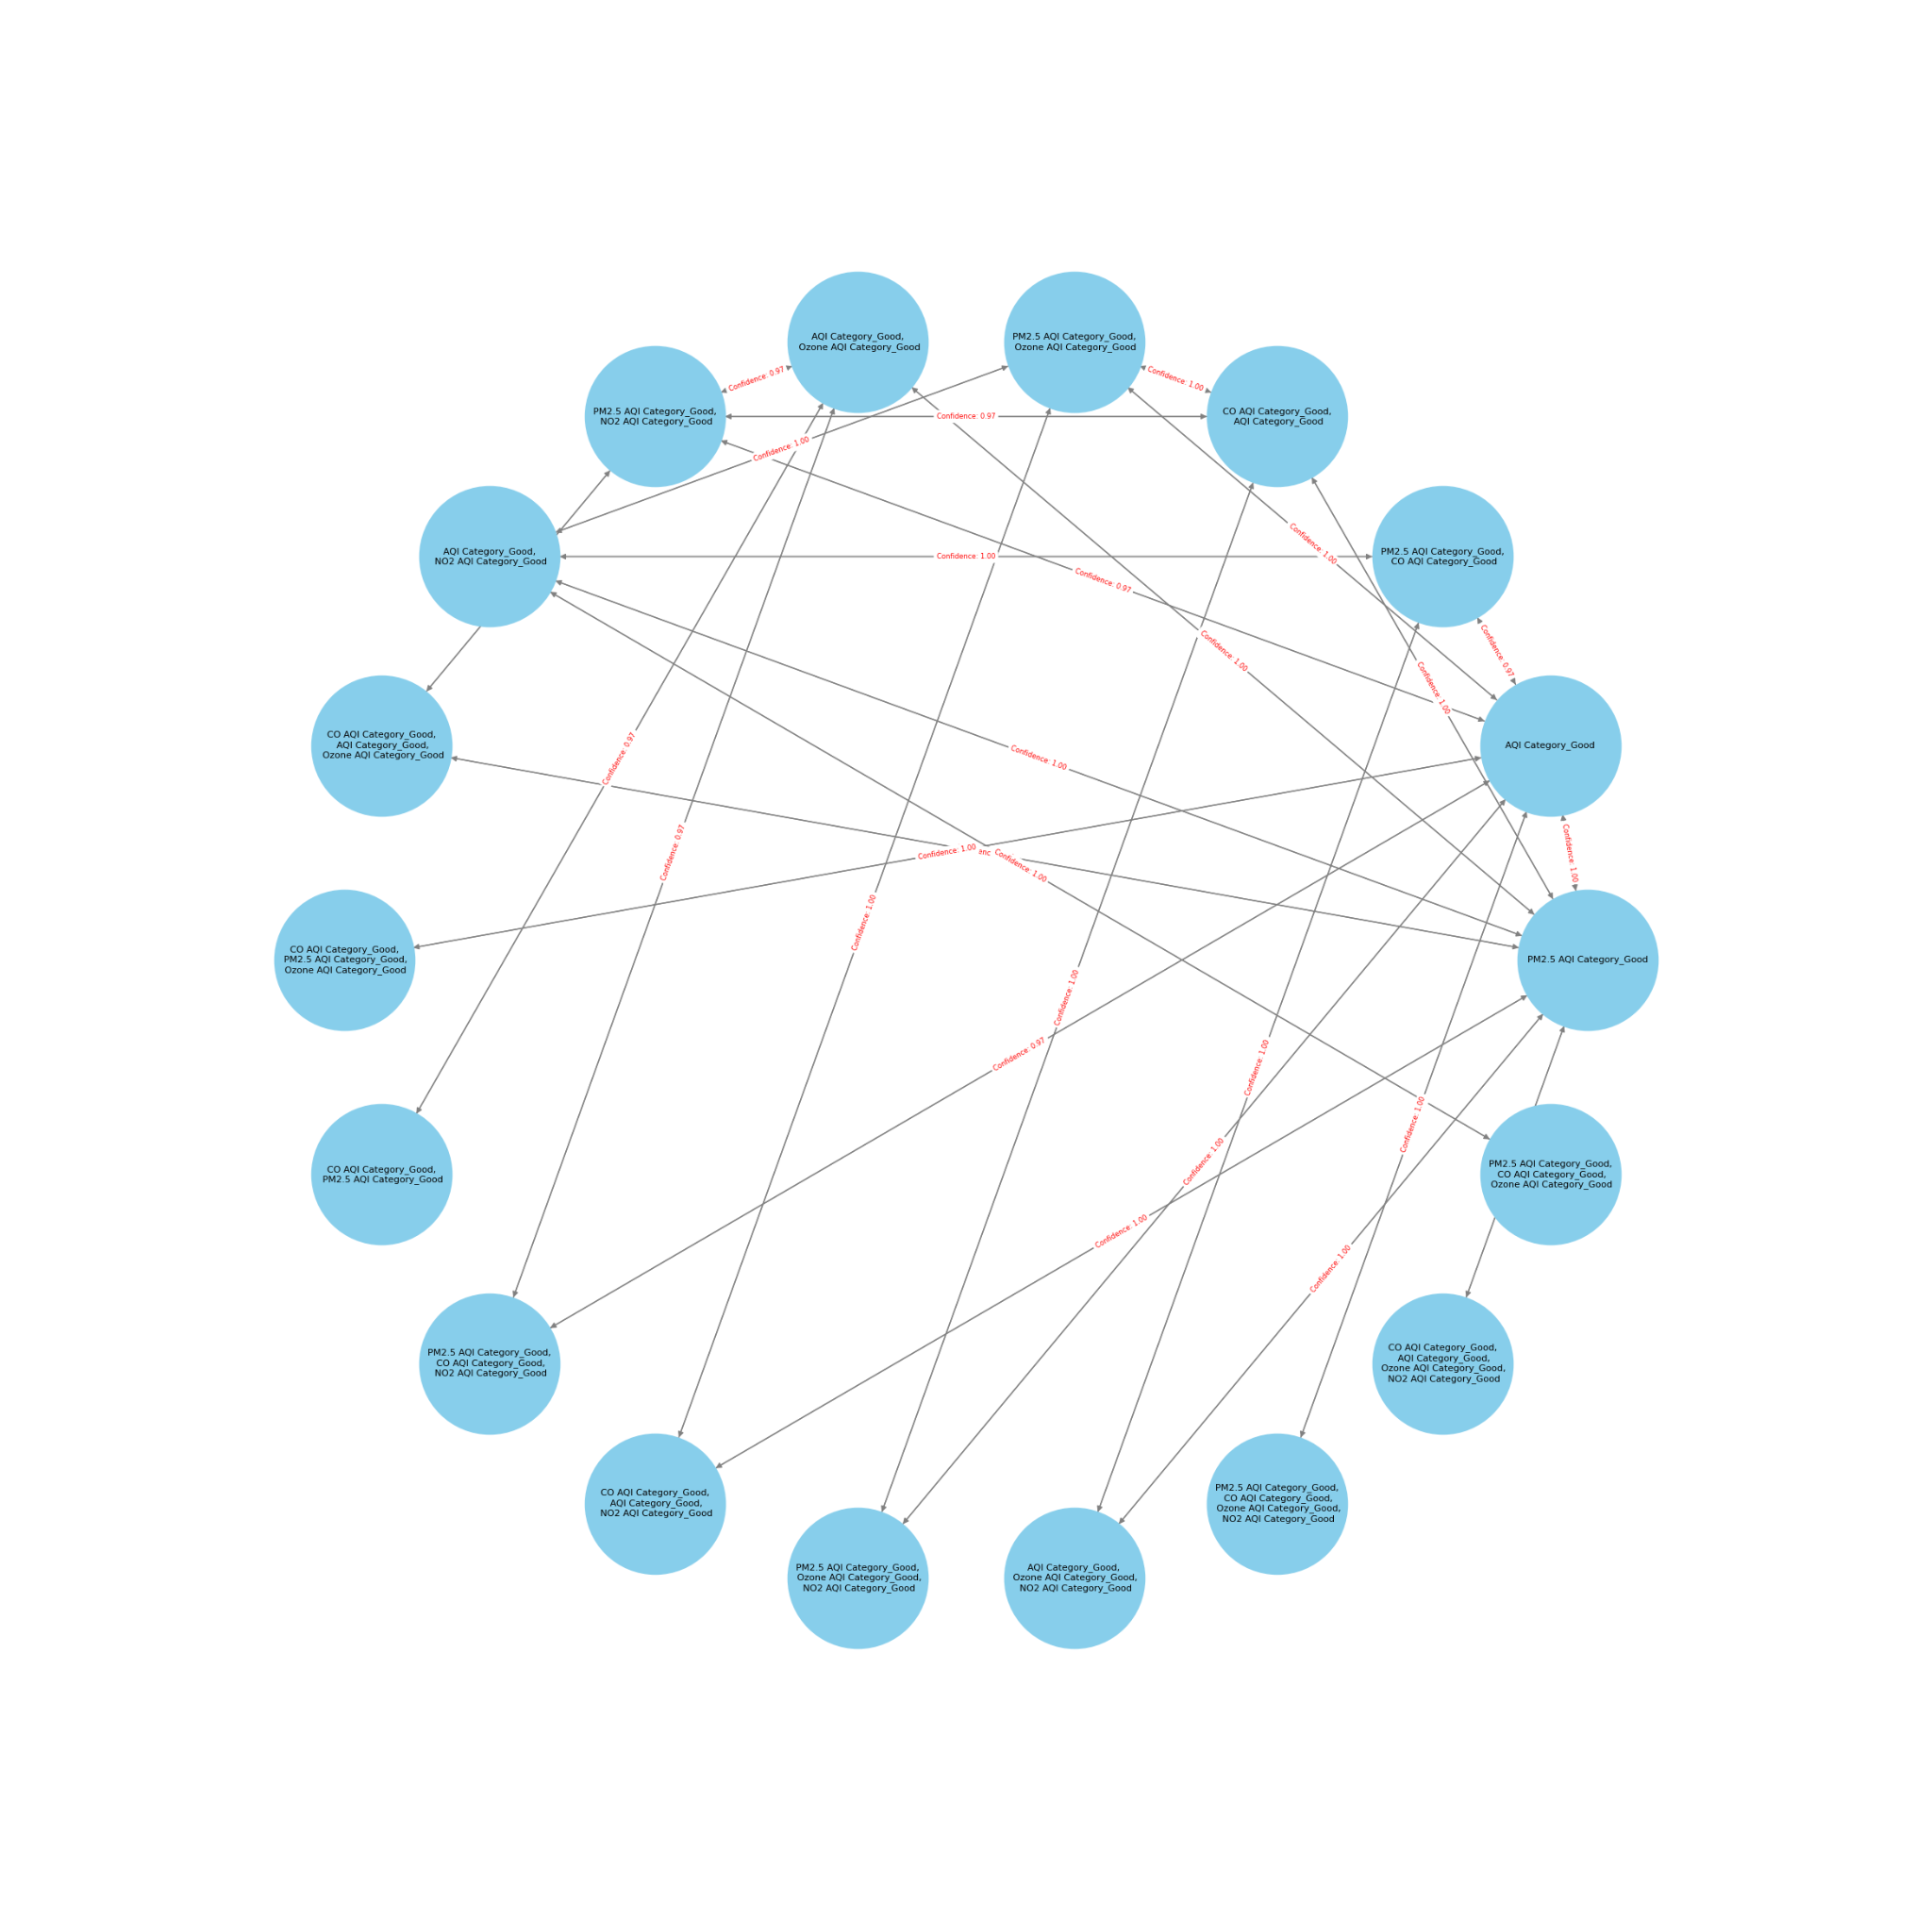 AQI Category_Good,
Ozone AQI Category_Good
PM2.5 AQI Category_Good,
Ozone AQI Category_Good
PM2.5 AQI Category_Good,
NO2 AQI Category_Good
CO AQI Category_Good,
AQI Category_Good
AQI Category_Good,
NO2 AQI Category_Good
PM2.5 AQI Category_Good,
CO AQI Category_Good
CO AQI Category_Good,
AQI Category_Good,
Ozone AQI Category_Good
AQI Category_Good
CO AQI Category_Good,
PM2.5 AQI Category_Good,
Ozone AQI Category_Good
PM2.5 AQI Category_Good
CO AQI Category_Good,
PM2.5 AQI Category_Good
PM2.5 AQI Category_Good,
CO AQI Category_Good,
Ozone AQI Category_Good
PM2.5 AQI Category_Good,
CO AQI Category_Good,
NO2 AQI Category_Good
CO AQI Category_Good,
AQI Category_Good,
Ozone AQI Category_Good,
NO2 AQI Category_Good
CO AQI Category_Good,
AQI Category_Good,
NO2 AQI Category_Good
PM2.5 AQI Category_Good,
CO AQI Category_Good,
Ozone AQI Category_Good,
NO2 AQI Category_Good
PM2.5 AQI Category_Good,
Ozone AQI Category_Good,
NO2 AQI Category_Good
AQI Category_Good,
Ozone AQI Category_Good,
NO2 AQI Category_Good
Confidence: 0.97
Confidence: 1.00
Confidence: 0.97
Confidence: 1.00
Confidence: 1.00
Confidence: 1.00
Confidence: 0.97
Confidence: 1.00
Confidence: 0.97
Confidence: 1.00
Confidence: 0.97
Confidence: 1.00
Confidence: 1.00
Confidence: 1.00
Confidence: 1.00
Confidence: 0.97
Confidence: 1.00
Confidence: 1.00
Confidence: 0.97
Confidence: 1.00
Confidence: 1.00
Confidence: 1.00
Confidence: 1.00
Confidence: 1.00